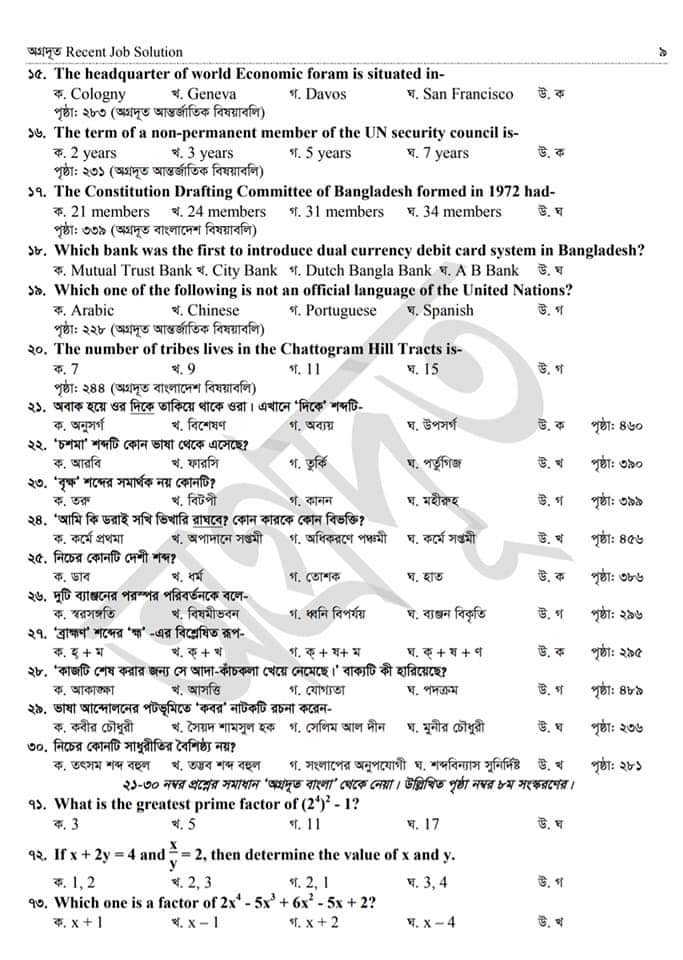 অগ্রদূত Recent Job Solution ৯
১৫. The headquarter of world Economic foram is situated in-
ক. Cologny খ. Geneva গ. Davos ঘ. San Francisco উ. ক
পৃষ্ঠা: ২৮৩ (অগ্রদূত আন্তর্জাতিক বিষয়াবলি)
১৬. The term of a non-permanent member of the UN security council is-
ক. 2 years খ. 3 years গ. 5 years ঘ. 7 years উ. ক
পৃষ্ঠা: ২৩১ (অগ্রদূত আন্তর্জাতিক বিষয়াবলি)
১৭. The Constitution Drafting Committee of Bangladesh formed in 1972 had-
ক. 21 members খ. 24 members গ. 31 members ঘ. 34 members উ. ঘ
পৃষ্ঠা: ৩৩৯ (অগ্রদূত বাংলাদেশ বিষয়াবলি)
১৮. Which bank was the first to introduce dual currency debit card system in Bangladesh?
ক. Mutual Trust Bank খ. City Bank গ. Dutch Bangla Bank ঘ. A B Bank উ. ঘ
১৯. Which one of the following is not an official language of the United Nations?
ক. Arabic খ. Chinese গ. Portuguese ঘ. Spanish উ. গ
পৃষ্ঠা: ২২৮ (অগ্রদূত আন্তর্জাতিক বিষয়াবলি)
২০. The number of tribes lives in the Chattogram Hill Tracts is-
ক. 7 খ. 9 গ. 11 ঘ. 15 উ. গ
পৃষ্ঠা: ২৪৪ (অগ্রদূত বাংলাদেশ বিষয়াবলি)
২১. অবাক হয়ে ওর দিকে তাকিয়ে থাকে ওরা। এখানে ‘দিকে’ শব্দটি-
ক. অনুসর্গ খ. বিশেষণ গ. অব্যয় ঘ. উপসর্গ উ. ক পৃষ্ঠা: ৪৬০
২২. ‘চশমা’ শব্দটি কোন ভাষা থেকে এসেছে?
ক. আরবি খ. ফারসি গ. তুর্কি ঘ. পর্তুগিজ উ. খ পৃষ্ঠা: ৩৯০
২৩. ‘বৃক্ষ’ শব্দের সমার্থক নয় কোনটি?
ক. তরু খ. বিটপী গ. কানন ঘ. মহীরুহ উ. গ পৃষ্ঠা: ৩৯৯
২৪. ‘আমি কি ডরাই সখি ভিখারি রাঘবে? কোন কারকে কোন বিভক্তি?
ক. কর্মে প্রথমা খ. অপাদানে সপ্তমী গ. অধিকরণে পঞ্চমী ঘ. কর্মে সপ্তমী উ. খ পৃষ্ঠা: ৪৫৬
২৫. নিচের কোনটি দেশী শব্দ?
ক. ডাব খ. ধর্ম গ. তোশক ঘ. হাত উ. ক পৃষ্ঠা: ৩৮৬
২৬. দুটি ব্যাঞ্জনের পরস্পর পরিবর্তনকে বলে-
ক. স্বরসঙ্গতি খ. বিষমীভবন গ. ধ্বনি বিপর্যয় ঘ. ব্যঞ্জন বিকৃতি উ. গ পৃষ্ঠা: ২৯৬
২৭. ‘ব্রাহ্মণ’ শব্দের ‘হ্ম’ -এর বিশ্লেষিত রূপ-
ক. হ্ + ম খ. ক্ + খ গ. ক্ + ষ+ ম ঘ. ক্ + ষ + ণ উ. ক পৃষ্ঠা: ২৯৫
২৮. ‘কাজটি শেষ করার জন্য সে আদা-কাঁচকলা খেয়ে নেমেছে।’ বাক্যটি কী হারিয়েছে?
ক. আকাঙ্ক্ষা খ. আসত্তি গ. যোগ্যতা ঘ. পদক্রম উ. গ পৃষ্ঠা: ৪৮৯
২৯. ভাষা আন্দোলনের পটভূমিতে ‘কবর’ নাটকটি রচনা করেন-
ক. কবীর চৌধুরী খ. সৈয়দ শামসুল হক গ. সেলিম আল দীন ঘ. মুনীর চৌধুরী উ. ঘ পৃষ্ঠা: ২৩৬
৩০. নিচের কোনটি সাধুরীতির বৈশিষ্ঠ্য নয়?
ক. তৎসম শব্দ বহুল খ. তদ্ভব শব্দ বহুল গ. সংলাপের অনুপযোগী ঘ. শব্দবিন্যাস সুনির্দিষ্ট উ. খ পৃষ্ঠা: ২৮১
২১-৩০ নম্বর প্রশ্নের সমাধান ‘অগ্রদূত বাংলা’ থেকে নেয়া। উল্লিখিত পৃষ্ঠা নম্বর ৮ম সংস্করণের।
৭১. What is the greatest prime factor of (2⁴)² - 1?
ক. 3 খ. 5 গ. 11 ঘ. 17 উ. ঘ
৭২. If x + 2y = 4 and x/y = 2, then determine the value of x and y.
ক. 1, 2 খ. 2, 3 গ. 2, 1 ঘ. 3, 4 উ. গ
৭৩. Which one is a factor of 2x⁴ - 5x³ + 6x² - 5x + 2?
ক. x + 1 খ. x – 1 গ. x + 2 ঘ. x – 4 উ. খ
অগ্রদূত